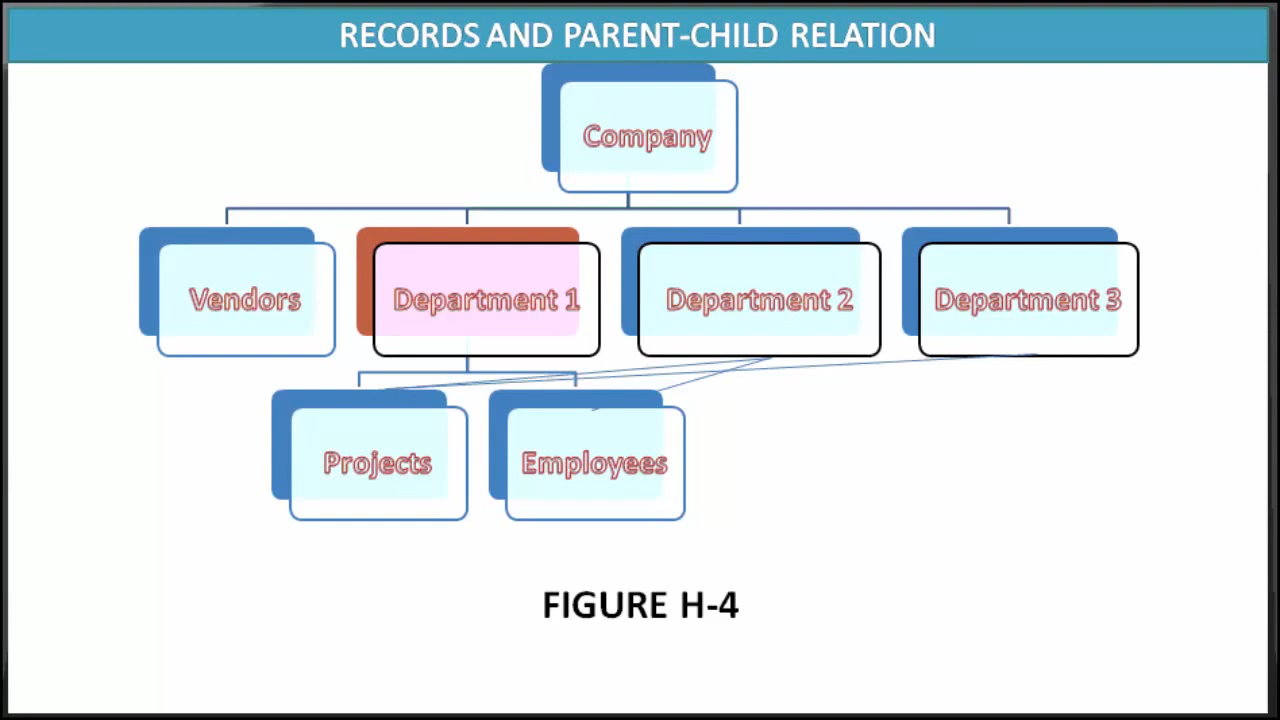 RECORDS AND PARENT-CHILD RELATION
Company
Vendors
Department 1
Department 2
Department 3
Projects
Employees
FIGURE H-4